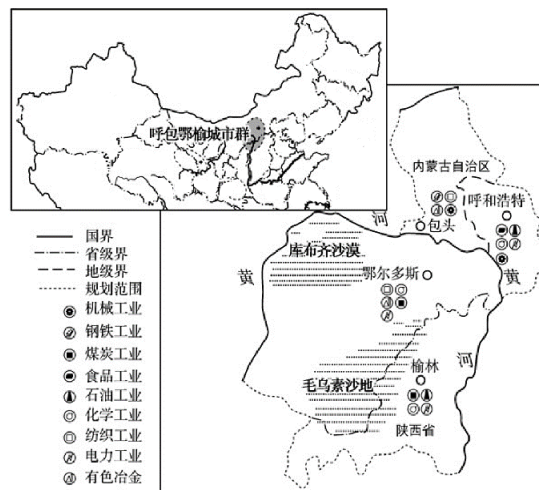 呼包鄂榆城市群
内蒙古自治区
呼和浩特
包头
河
库布齐沙漠
黄
鄂尔多斯
黄
河
榆林
毛乌素沙地
陕西省
国界
省级界
地级界
规划范围
机械工业
钢铁工业
煤炭工业
食品工业
石油工业
化学工业
纺织工业
电力工业
有色冶金